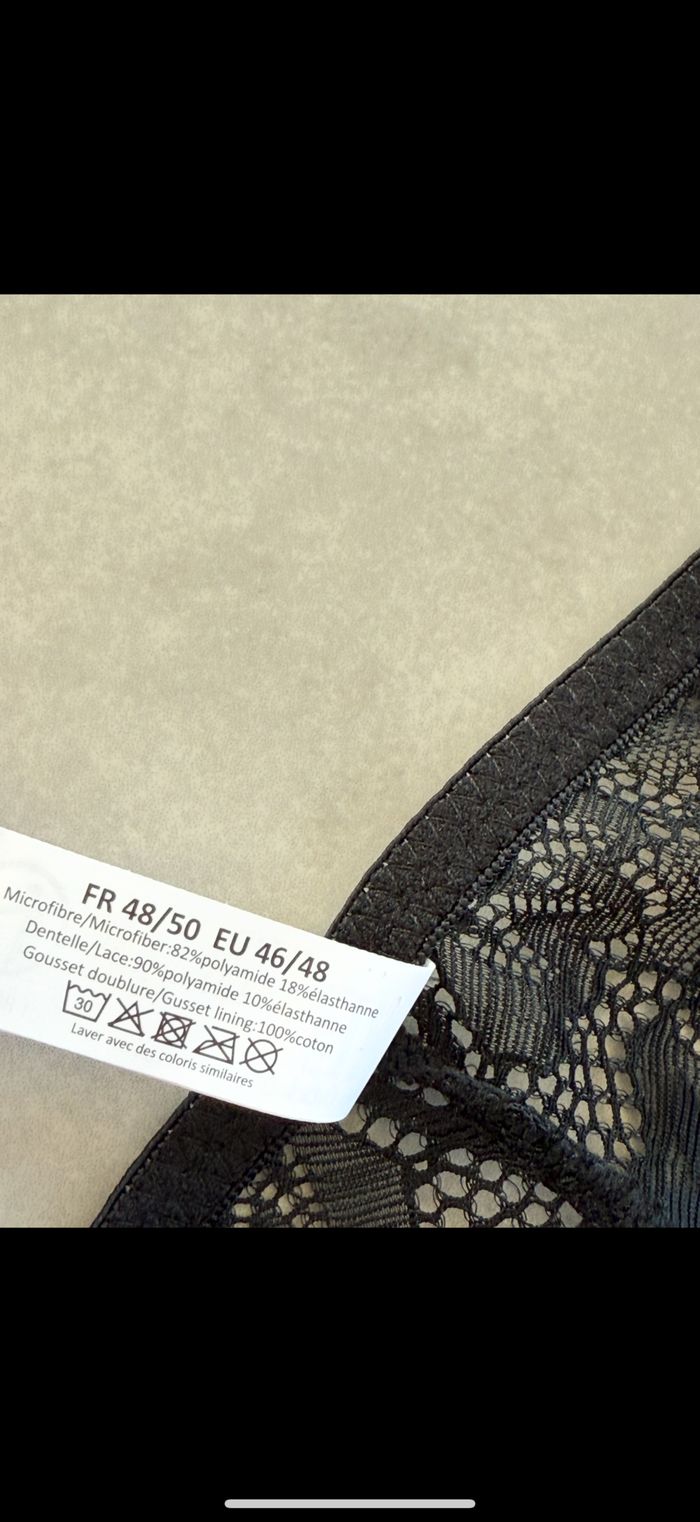 FR 48/50 EU 46/48
Microfibre/Microfiber:82%polyamide 18%élasthanne
Dentelle/Lace:90%polyamide 10%élasthanne
Gousset doublure/Gusset lining:100%coton
30
Laver avec des coloris similaires